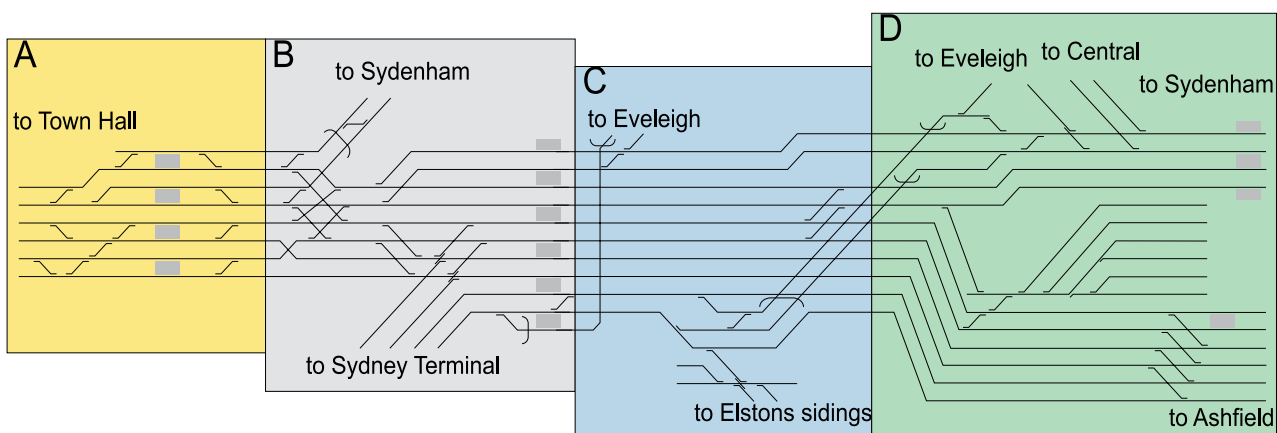 A
to Town Hall
B
to Sydenham
to Sydney Terminal
C
to Eveleigh
to Elstons sidings
D
to Eveleigh
to Central
to Sydenham
to Ashfield